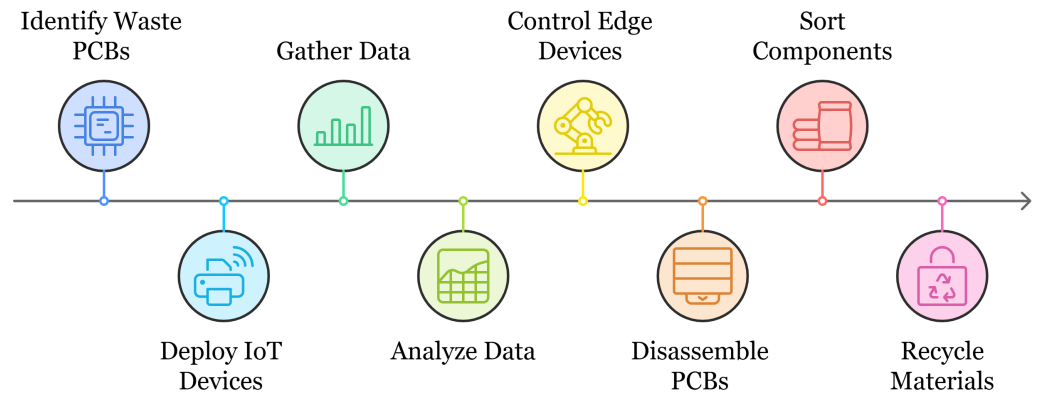 Identify Waste
PCBs
Deploy IoT
Devices
Gather Data
Analyze Data
Control Edge
Devices
Disassemble
PCBs
Sort
Components
Recycle
Materials